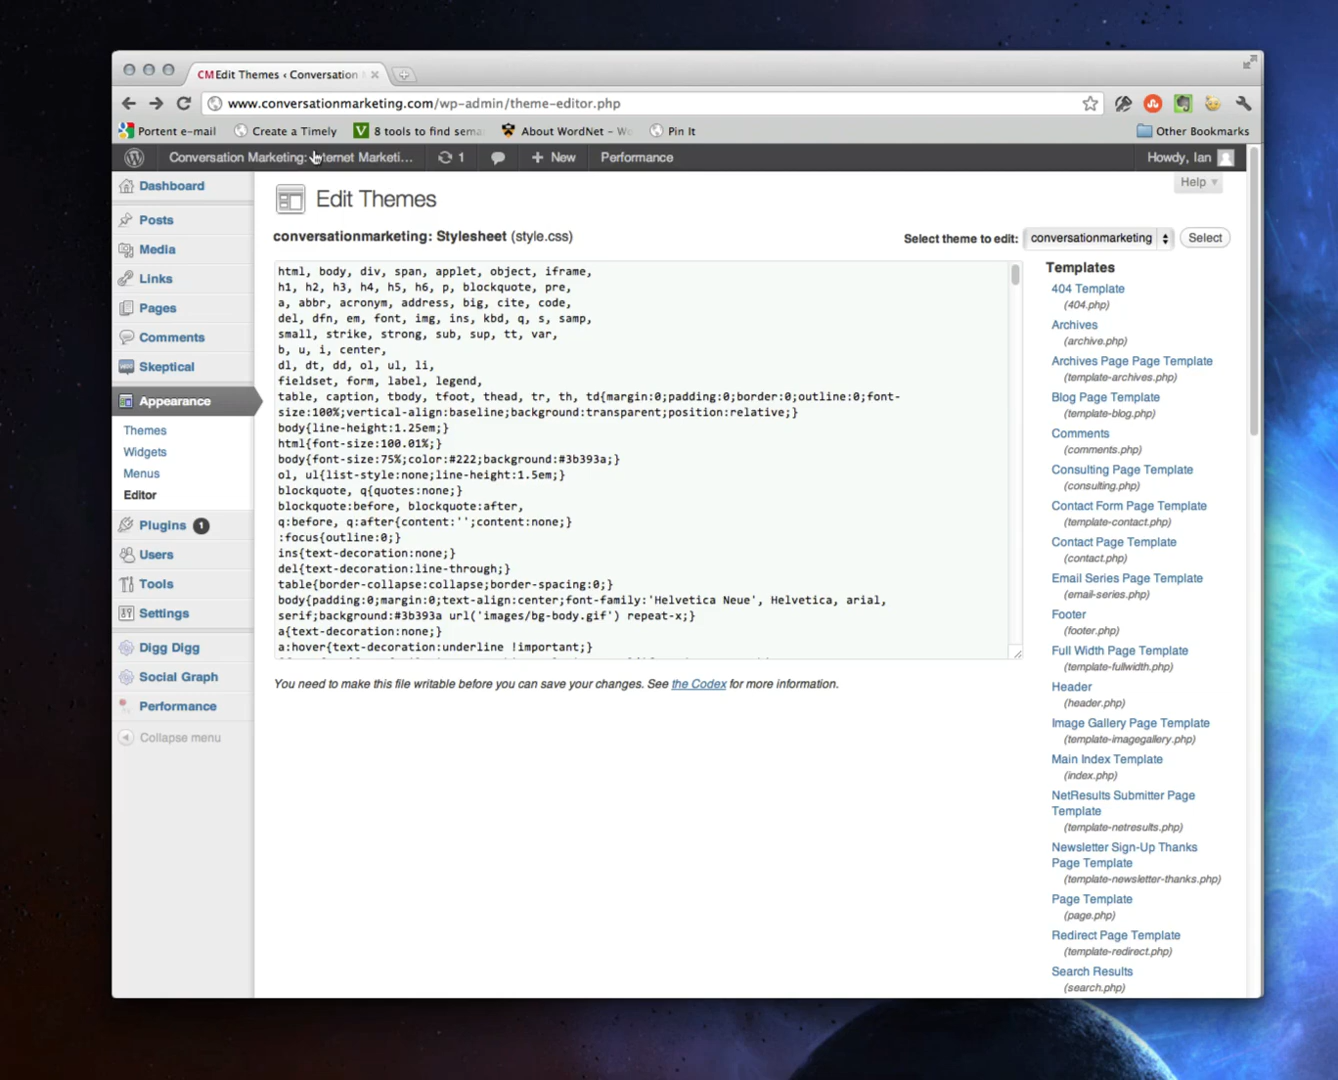 CM Edit Themes ‹ Conversation
www.conversationmarketing.com/wp-admin/theme-editor.php
Portent e-mail
Create a Timely
8 tools to find sema
About WordNet - Wo
Pin It
Other Bookmarks
Conversation Marketing: Internet Marketi...
1
+ New
Performance
Howdy, Ian
Help
Dashboard
Posts
Media
Links
Pages
Comments
Skeptical
Appearance
Themes
Widgets
Menus
Editor
Plugins 1
Users
Tools
Settings
Digg Digg
Social Graph
Performance
Collapse menu
Edit Themes
conversationmarketing: Stylesheet (style.css)
Select theme to edit: conversationmarketing Select
html, body, div, span, applet, object, iframe,
h1, h2, h3, h4, h5, h6, p, blockquote, pre,
a, abbr, acronym, address, big, cite, code,
del, dfn, em, font, img, ins, kbd, q, s, samp,
small, strike, strong, sub, sup, tt, var,
b, u, i, center,
dl, dt, dd, ol, ul, li,
fieldset, form, label, legend,
table, caption, tbody, tfoot, thead, tr, th, td{margin:0;padding:0;border:0;outline:0;font-
size:100%;vertical-align:baseline;background:transparent;position:relative;}
body{line-height:1.25em;}
html{font-size:100.01%;}
body{font-size:75%;color:#222;background:#3b393a;}
ol, ul{list-style:none;line-height:1.5em;}
blockquote, q{quotes:none;}
blockquote:before, blockquote:after,
q:before, q:after{content:'';content:none;}
:focus{outline:0;}
ins{text-decoration:none;}
del{text-decoration:line-through;}
table{border-collapse:collapse;border-spacing:0;}
body{padding:0;margin:0;text-align:center;font-family:'Helvetica Neue', Helvetica, arial,
serif;background:#3b393a url('images/bg-body.gif') repeat-x;}
a{text-decoration:none;}
a:hover{text-decoration:underline !important;}
You need to make this file writable before you can save your changes. See the Codex for more information.
Templates
404 Template
(404.php)
Archives
(archive.php)
Archives Page Page Template
(template-archives.php)
Blog Page Template
(template-blog.php)
Comments
(comments.php)
Consulting Page Template
(consulting.php)
Contact Form Page Template
(template-contact.php)
Contact Page Template
(contact.php)
Email Series Page Template
(email-series.php)
Footer
(footer.php)
Full Width Page Template
(template-fullwidth.php)
Header
(header.php)
Image Gallery Page Template
(template-imagegallery.php)
Main Index Template
(index.php)
NetResults Submitter Page
Template
(template-netresults.php)
Newsletter Sign-Up Thanks
Page Template
(template-newsletter-thanks.php)
Page Template
(page.php)
Redirect Page Template
(template-redirect.php)
Search Results
(search.php)